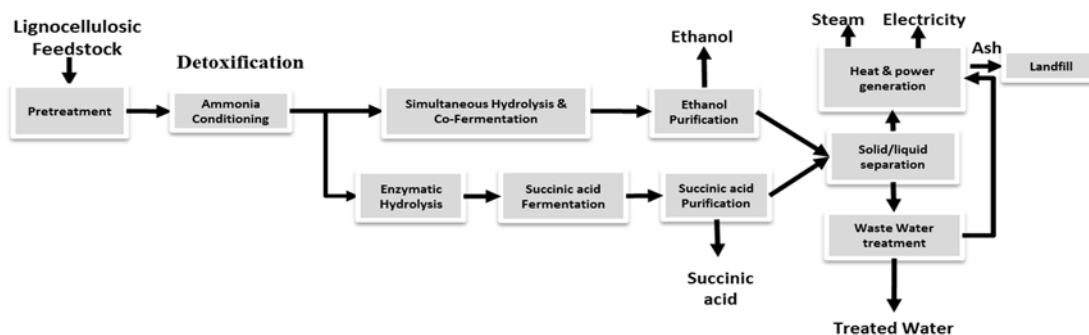 Lignocellulosic
Feedstock
Pretreatment
Detoxification
Ammonia
Conditioning
Simultaneous Hydrolysis &
Co-Fermentation
Ethanol
Ethanol
Purification
Enzymatic
Hydrolysis
Succinic acid
Fermentation
Succinic acid
Purification
Succinic
acid
Steam
Electricity
Heat & power
generation
Ash
Landfill
Solid/liquid
separation
Waste Water
treatment
Treated Water